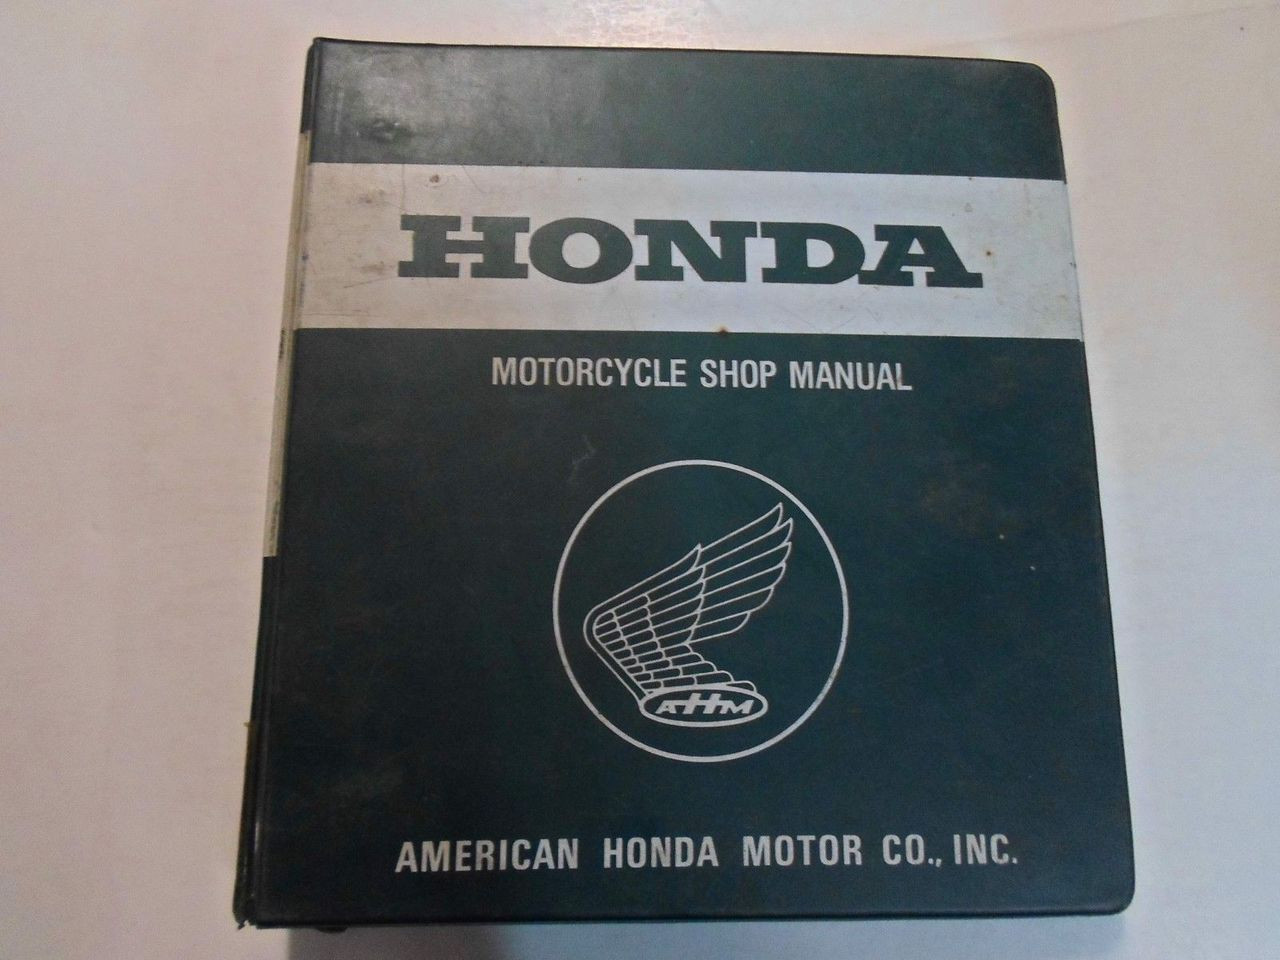 HONDA
MOTORCYCLE SHOP MANUAL
AHM
AMERICAN HONDA MOTOR CO., INC.